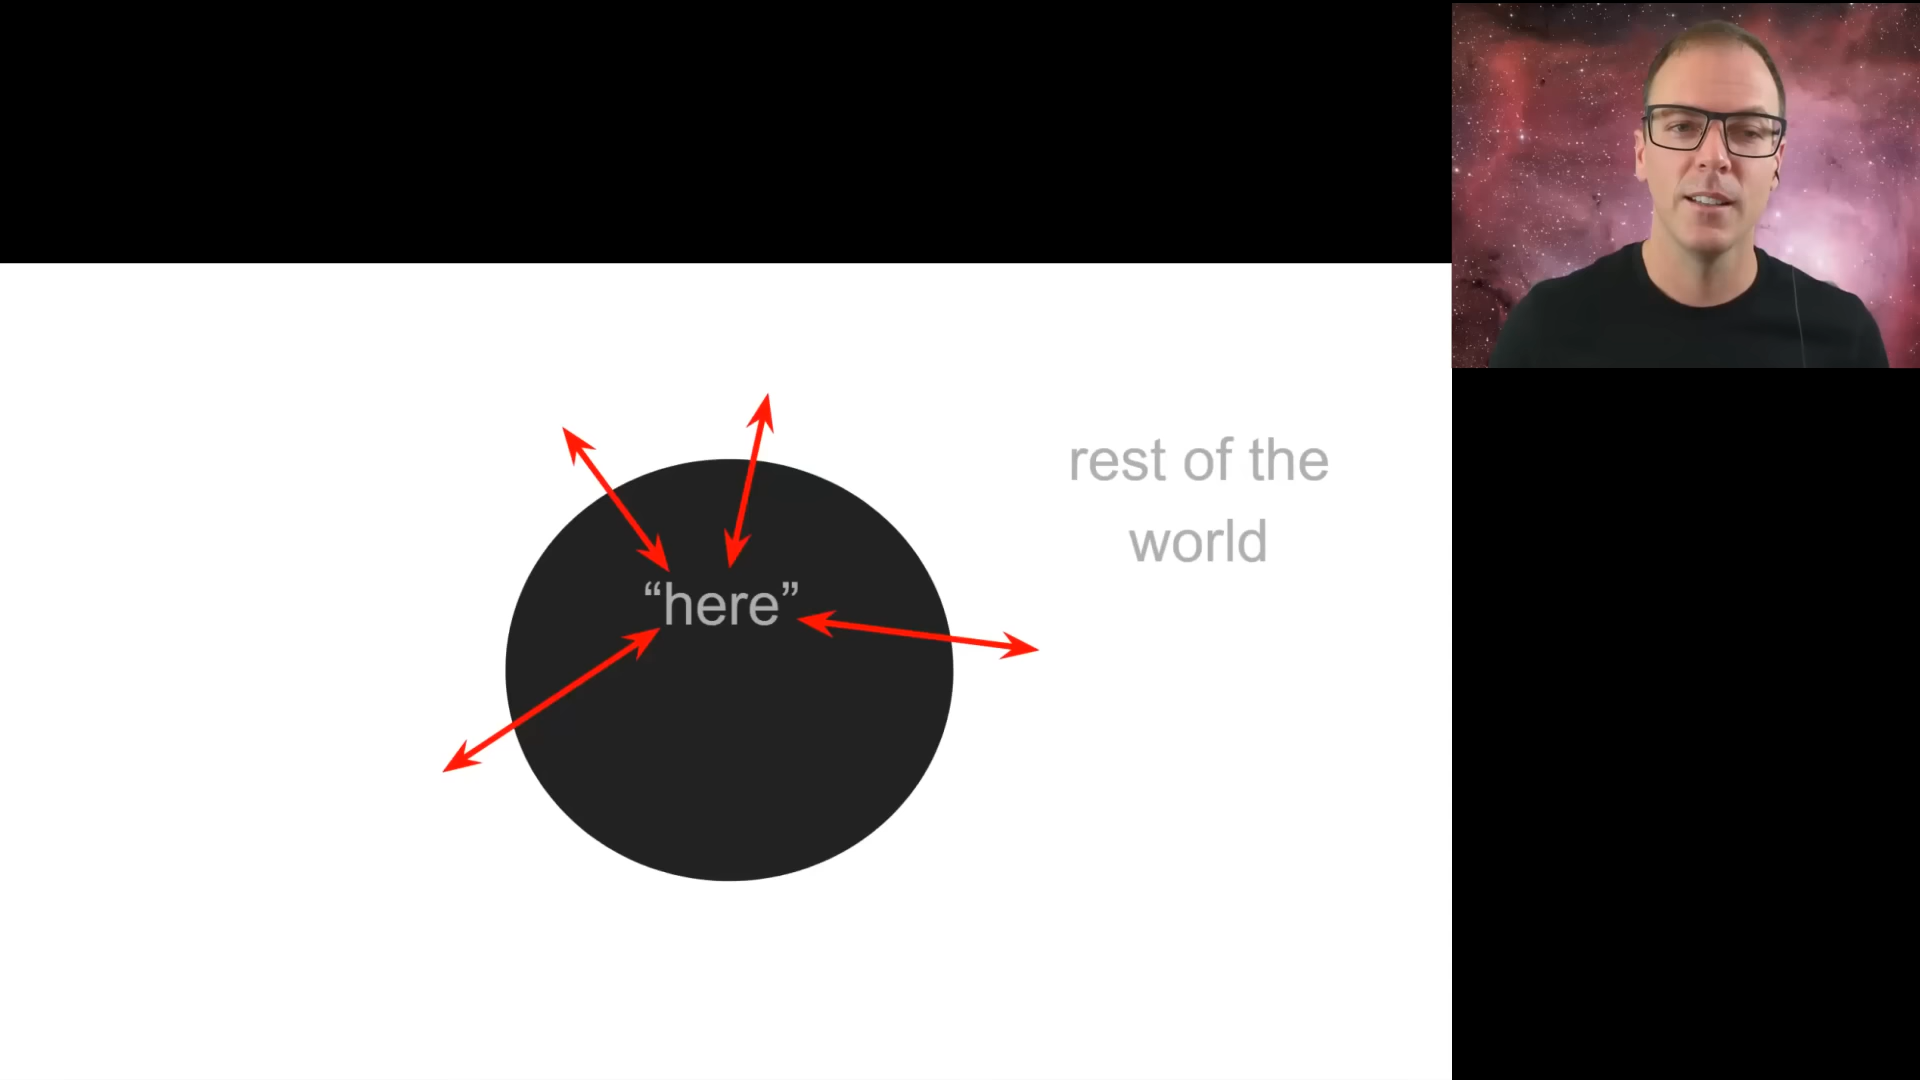 rest of the
world
“here”